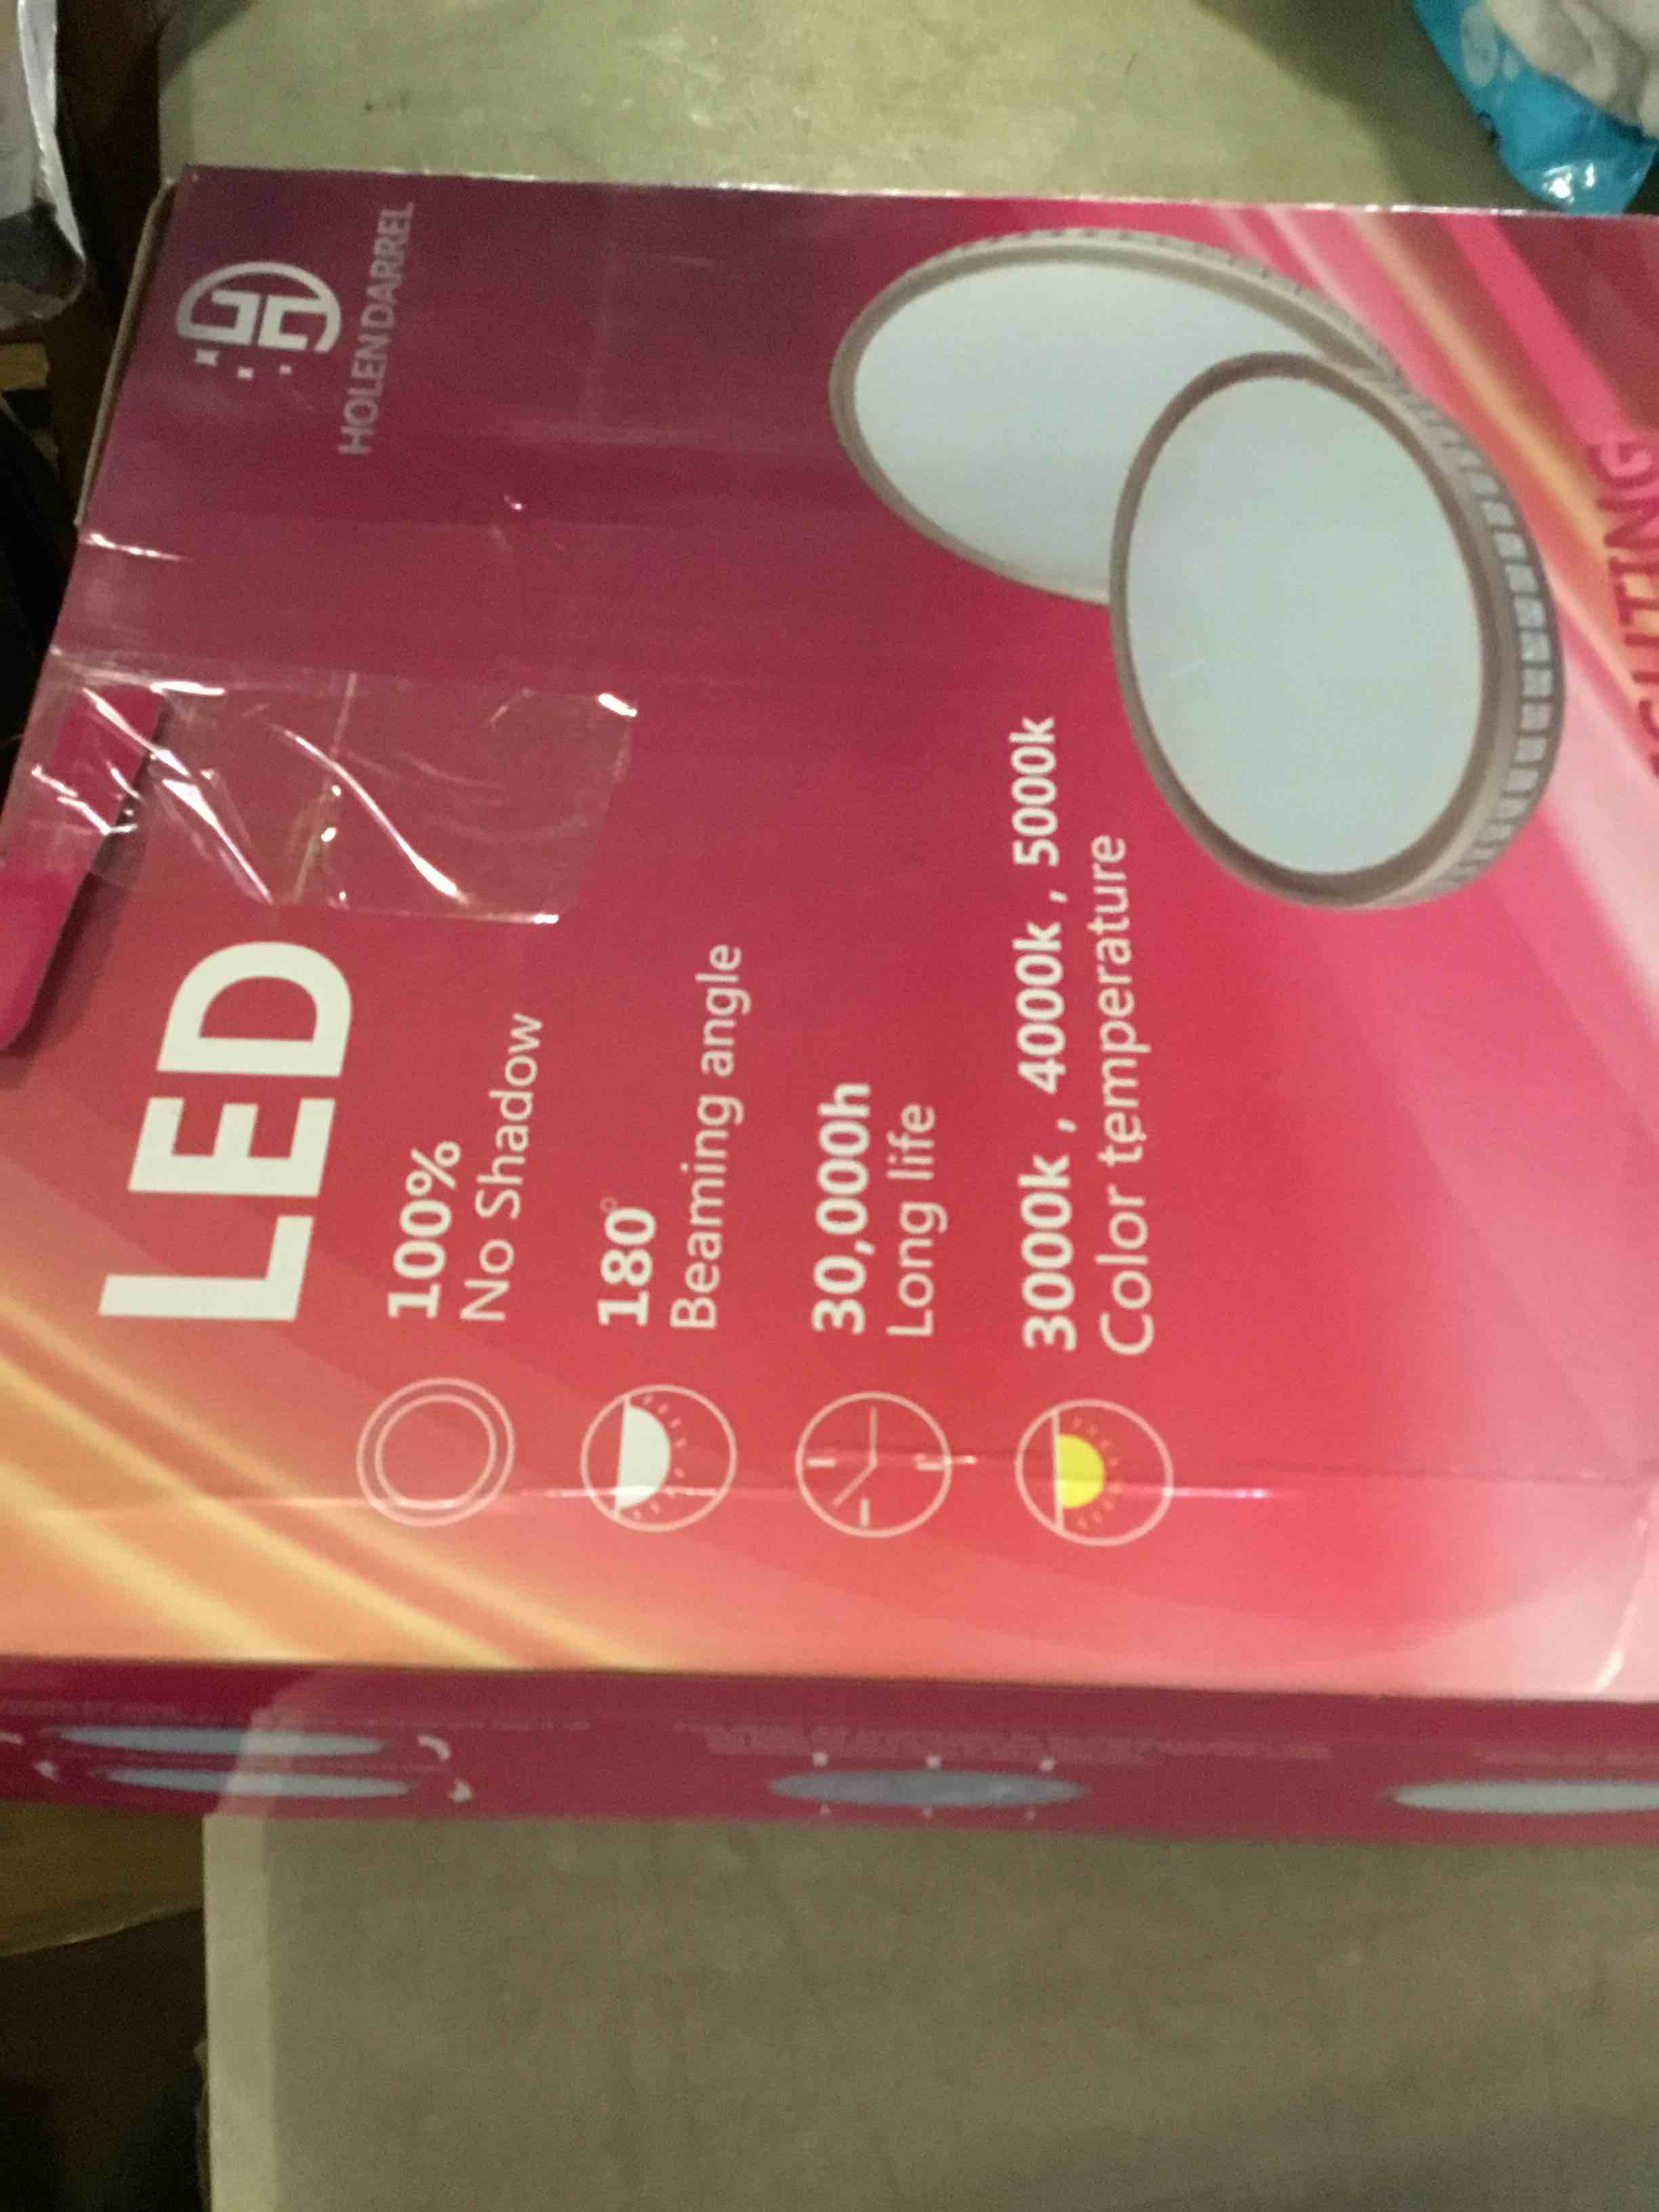 HOLEN DARREL
LED
100%
No Shadow
180°
Beaming angle
30,000h
Long life
3000k , 4000k , 5000k
Color temperature